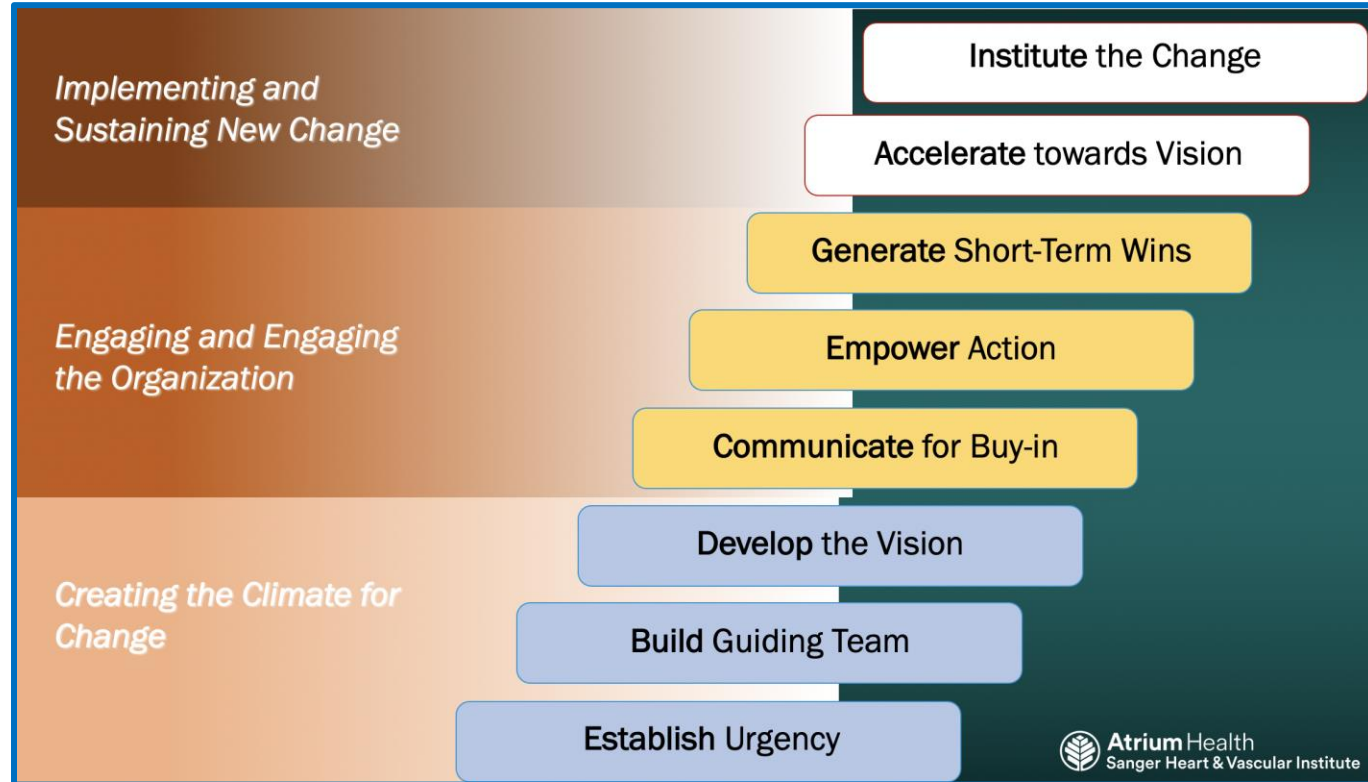 Implementing and
Sustaining New Change
Institute the Change
Accelerate towards Vision
Engaging and Engaging
the Organization
Generate Short-Term Wins
Empower Action
Communicate for Buy-in
Creating the Climate for
Change
Develop the Vision
Build Guiding Team
Establish Urgency
Atrium Health
Sanger Heart & Vascular Institute